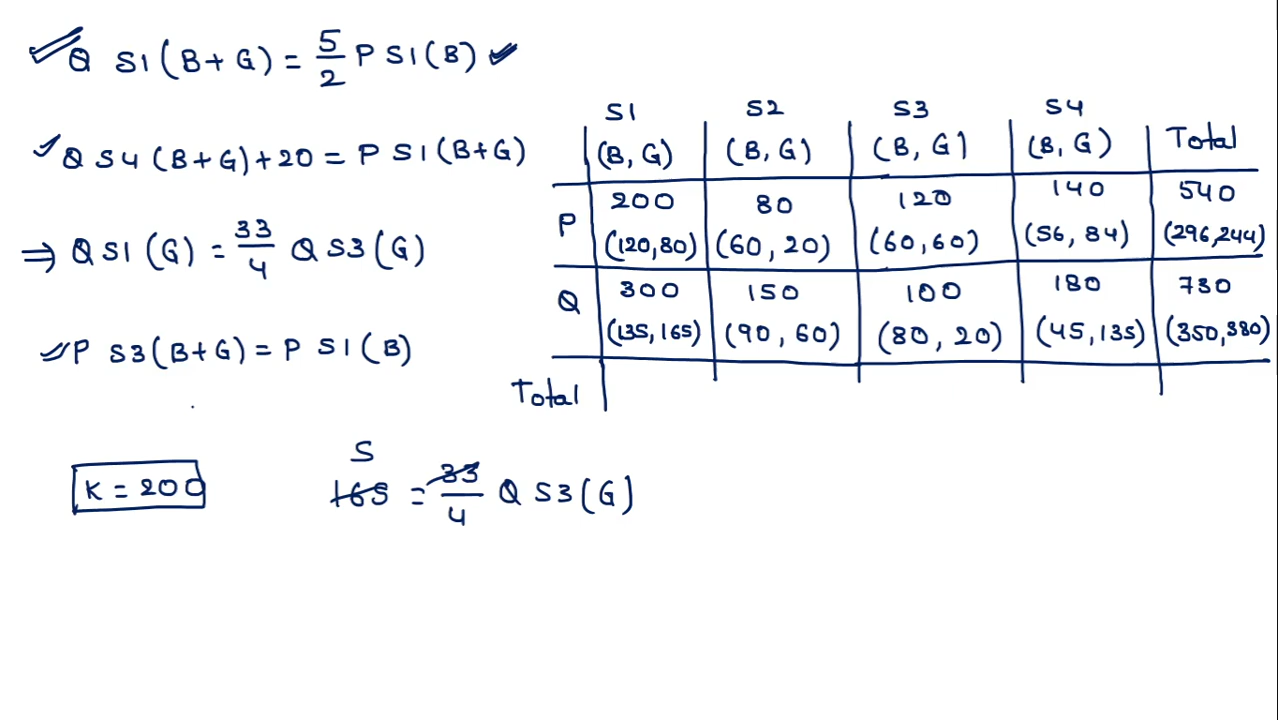 Q S1(B+G) = 5/2 P S1(B)
Q S4(B+G)+20 = P S1(B+G)
⇒ Q S1(G) = 33/4 Q S3(G)
P S3(B+G) = P S1(B)
S1 S2 S3 S4
(B,G) (B,G) (B,G) (B,G) Total
200 80 120 140 540
P (120,80) (60,20) (60,60) (56,84) (296,244)
Q 300 150 100 180 730
(135,165) (90,60) (80,20) (45,135) (350,380)
Total
K = 200
5
165 = 33/4 Q S3(G)